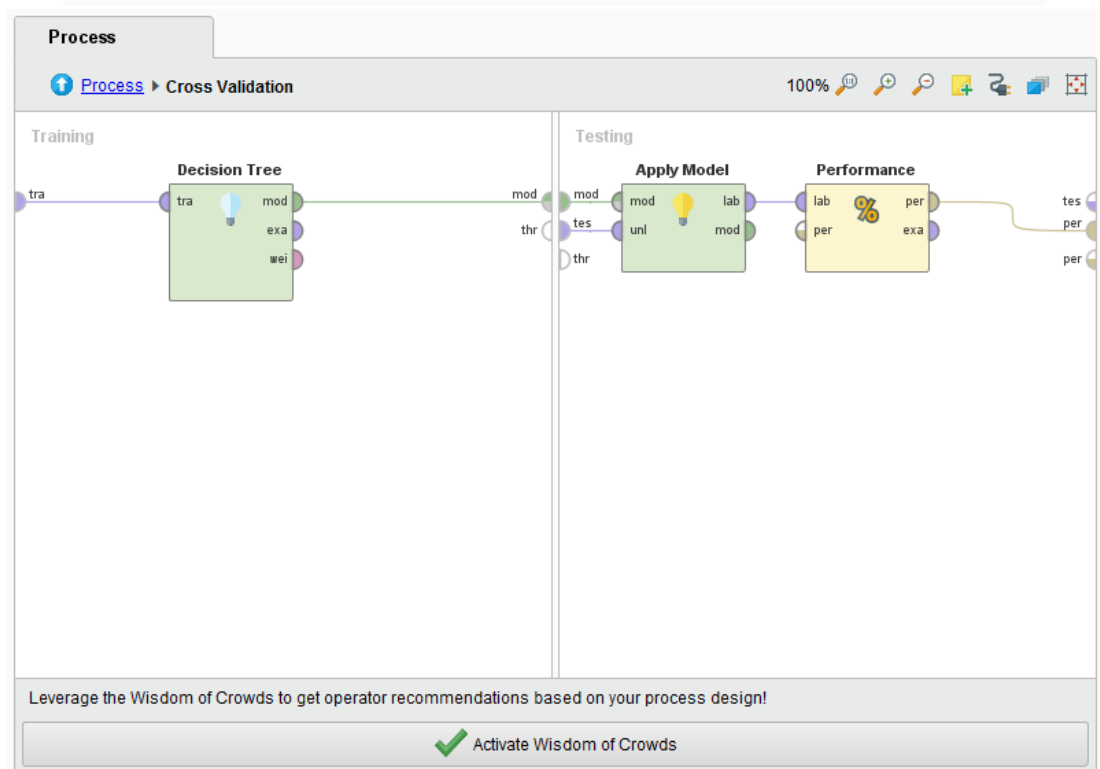 Process
Process ▸ Cross Validation
100%
Training
Testing
Decision Tree
Apply Model
Performance
tra
tra
mod
exa
wei
mod
thr
mod
tes
thr
mod
unl
lab
mod
lab
per
per
exa
tes
per
per
Leverage the Wisdom of Crowds to get operator recommendations based on your process design!
Activate Wisdom of Crowds